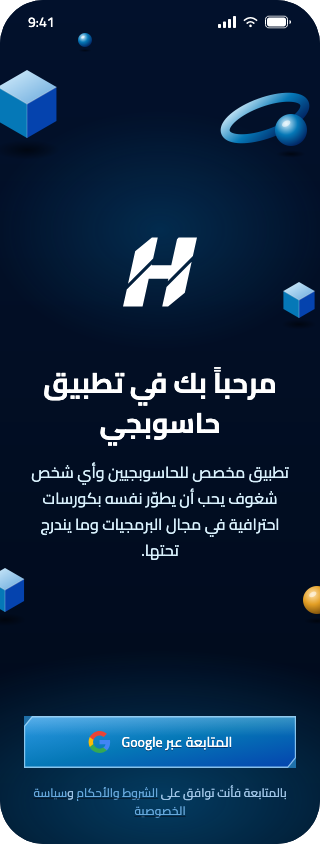 9:41
H
مرحباً بك في تطبيق
حاسوبجي
تطبيق مخصص للحاسوبجيين وأي شخص
شغوف يحب أن يطوّر نفسه بكورسات
احترافية في مجال البرمجيات وما يندرج
تحتها.
المتابعة عبر Google
بالمتابعة فأنت توافق على الشروط والأحكام وسياسة
الخصوصية